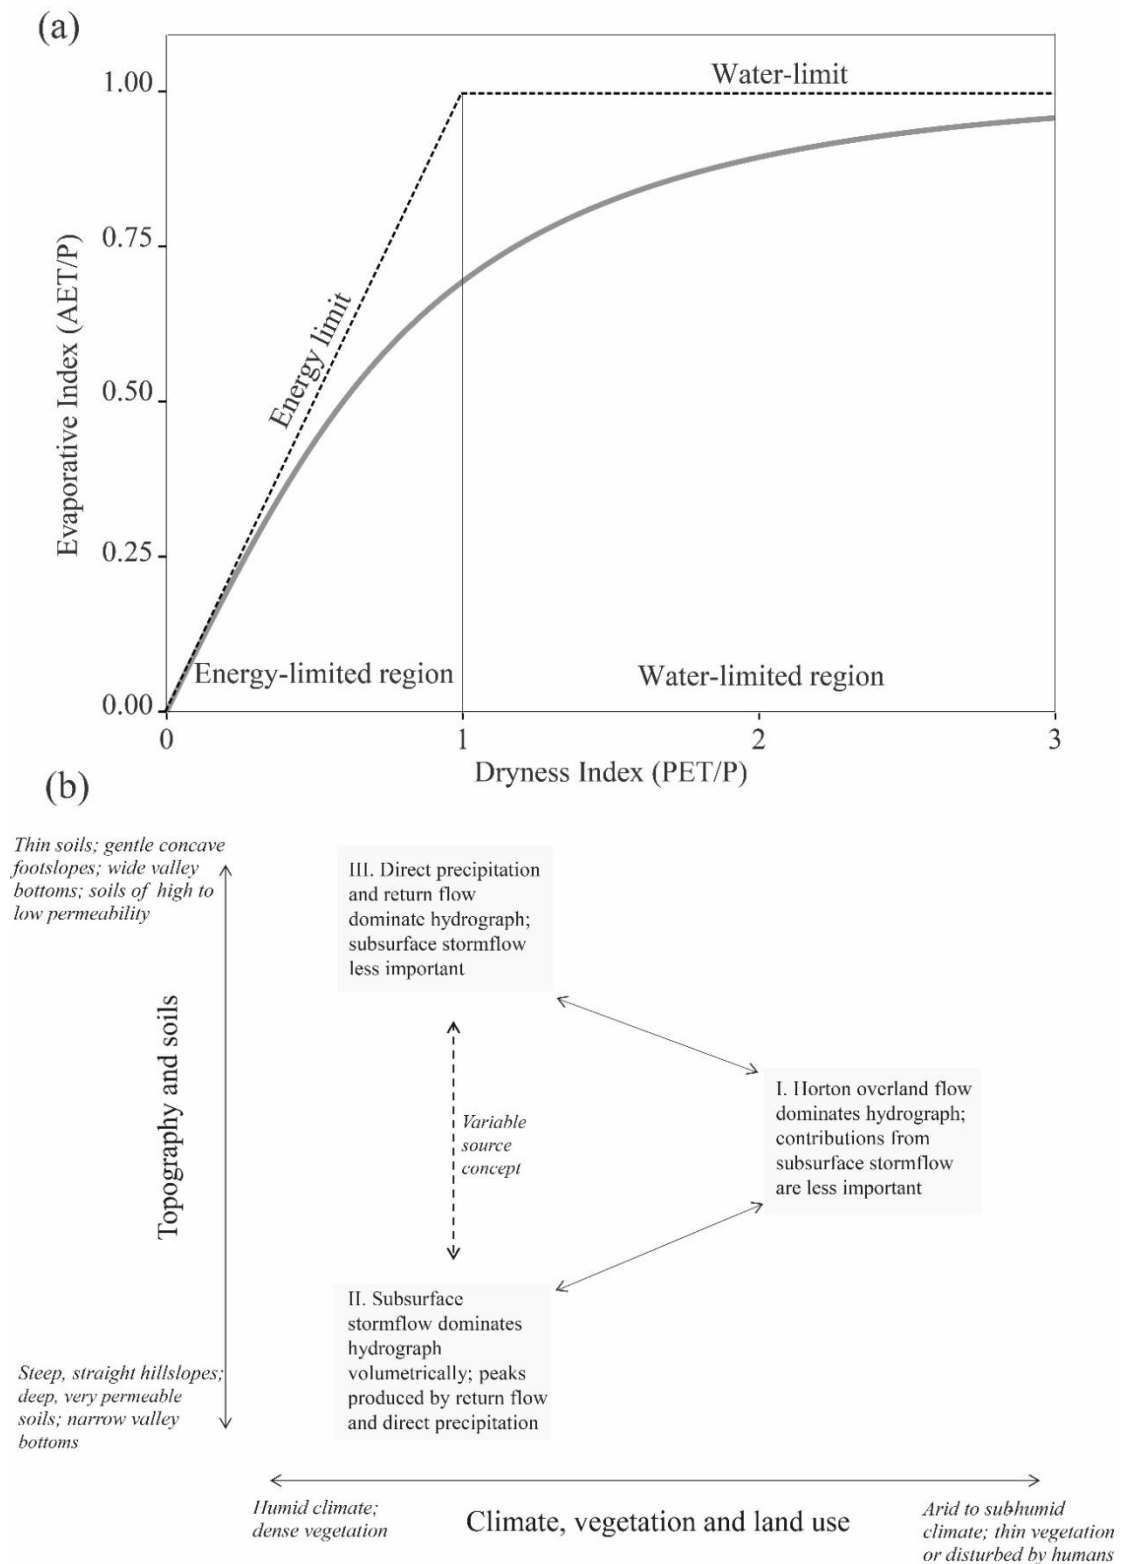 (a)
Water-limit
1.00
0.75
0.50
0.25
0.00
Evaporative Index (AET/P)
Energy limit
Energy-limited region
Water-limited region
0
1
2
3
Dryness Index (PET/P)
(b)
Thin soils; gentle concave
footslopes; wide valley
bottoms; soils of high to
low permeability
Topography and soils
Steep, straight hillslopes;
deep, very permeable
soils; narrow valley
bottoms
III. Direct precipitation
and return flow
dominate hydrograph;
subsurface stormflow
less important
Variable
source
concept
I. Horton overland flow
dominates hydrograph;
contributions from
subsurface stormflow
are less important
II. Subsurface
stormflow dominates
hydrograph
volumetrically; peaks
produced by return flow
and direct precipitation
Humid climate;
dense vegetation
Climate, vegetation and land use
Arid to subhumid
climate; thin vegetation
or disturbed by humans